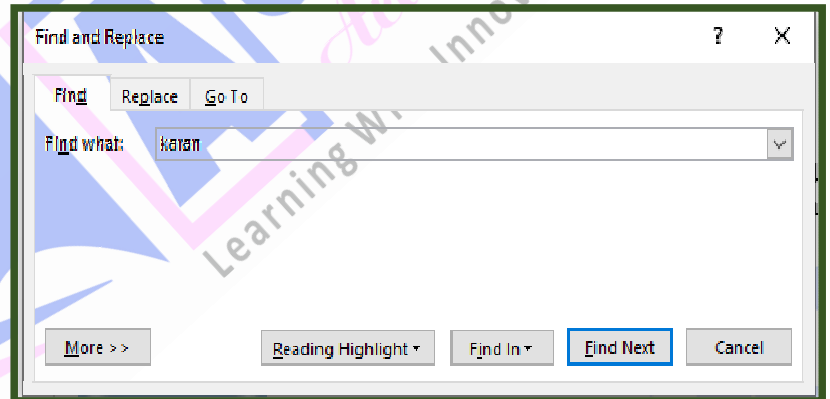 Find and Replace ? X
Find Replace Go To
Find what: karan
More >> Reading Highlight Find In Find Next Cancel
Learning With Inno